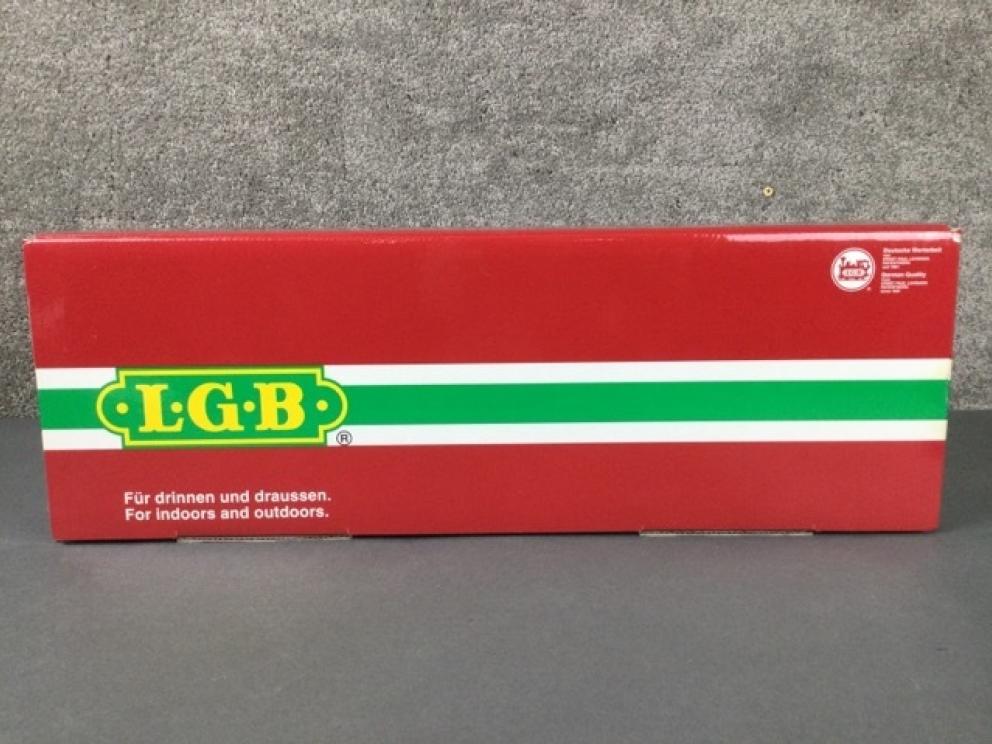 Deutsche Wertarbeit
German Quality
L·G·B
®
Für drinnen und draussen.
For indoors and outdoors.